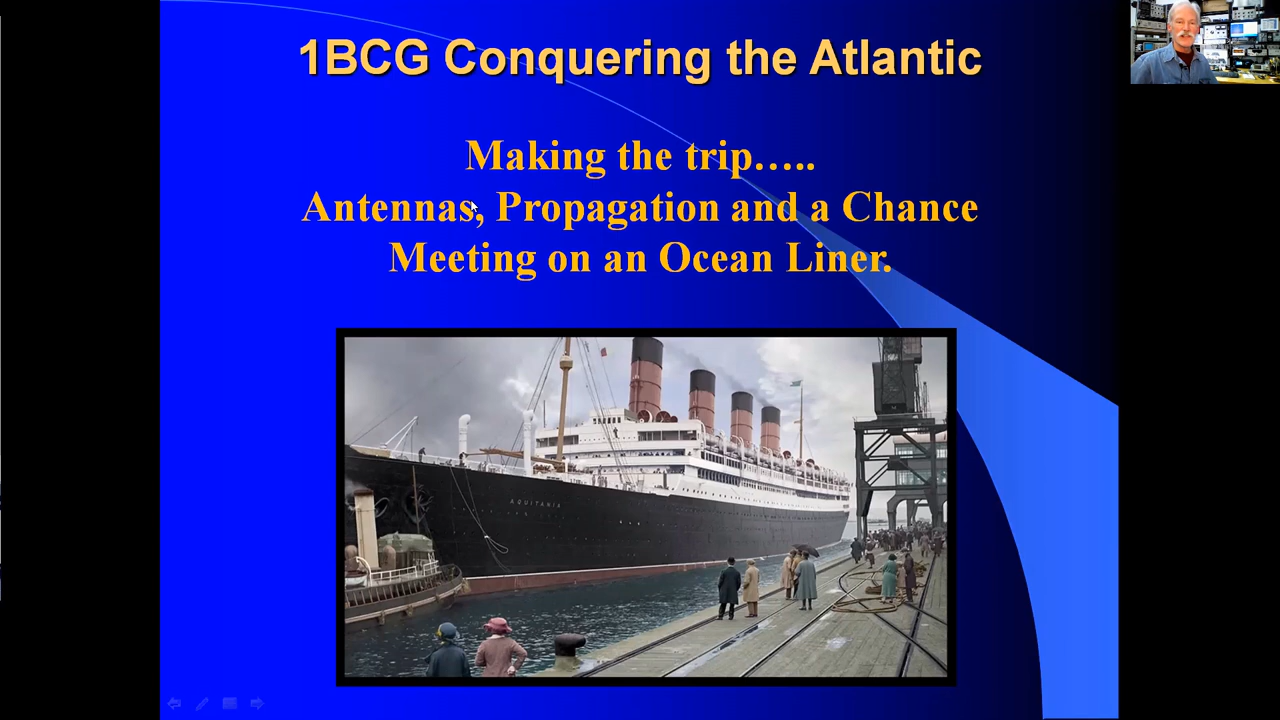 1BCG Conquering the Atlantic
Making the trip…..
Antennas, Propagation and a Chance
Meeting on an Ocean Liner.
AQUITANIA